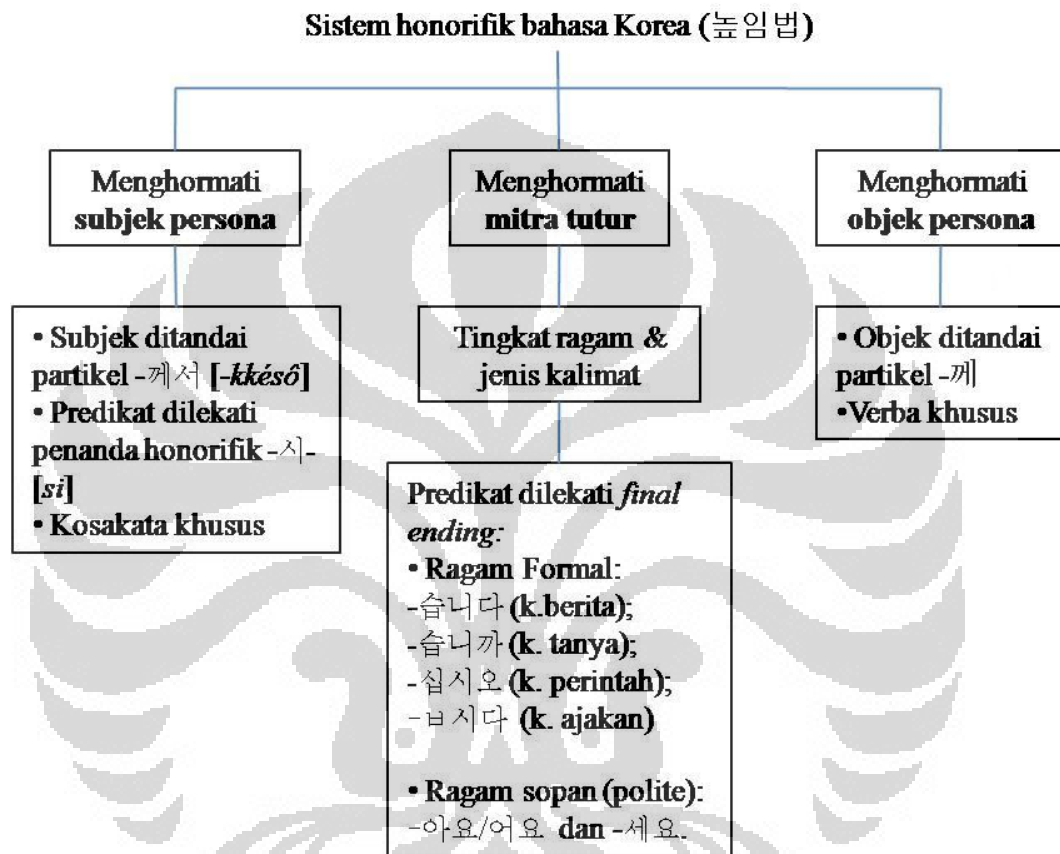 Sistem honorifik bahasa Korea (높임법)
Menghormati
subjek persona
• Subjek ditandai
partikel -께서 [-kkésô]
• Predikat dilekati
penanda honorifik -시-
[si]
• Kosakata khusus
Menghormati
mitra tutur
Tingkat ragam &
jenis kalimat
Predikat dilekati final
ending:
• Ragam Formal:
-습니다 (k.berita);
-습니까 (k. tanya);
-십시오 (k. perintah);
-ㅂ시다 (k. ajakan)
• Ragam sopan (polite):
-아요/어요 dan -세요.
Menghormati
objek persona
• Objek ditandai
partikel -께
•Verba khusus